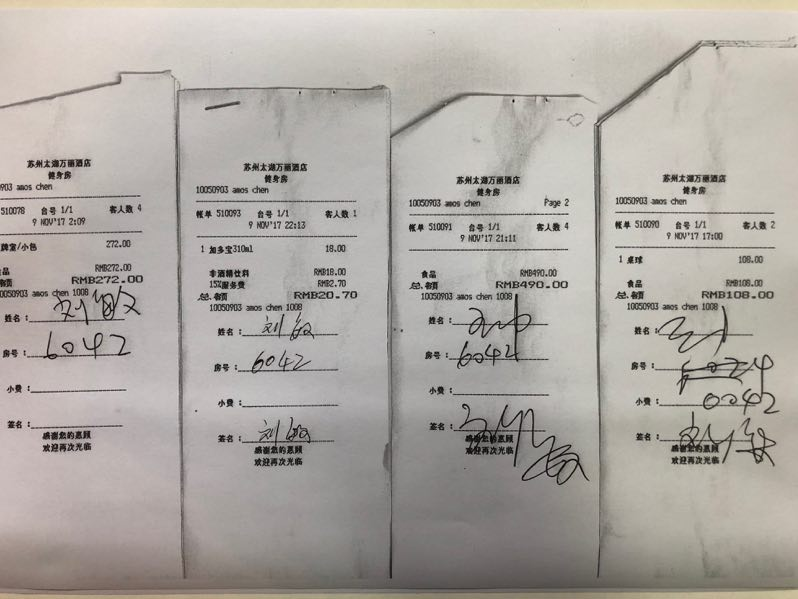 苏州太湖万丽酒店
健身房
0903 amos chen
510078 台号 1/1 客人数 4
9 NOV'17 2:09
牌室/小包 272.00
品 RMB272.00
RMB272.00
10050903 amos chen 1008
姓名： 刘敏
房号： 6042
小费：
签名：
感谢您的惠顾
欢迎再次光临
苏州太湖万丽酒店
健身房
10050903 amos chen
帐单 510093 台号 1/1 客人数 1
9 NOV'17 22:13
1 加多宝310ml 18.00
非酒精饮料 RMB18.00
15%服务费 RMB2.70
RMB20.70
10050903 amos chen 1008
姓名： 刘敏
房号： 6042
小费：
签名： 刘敏
感谢您的惠顾
欢迎再次光临
苏州太湖万丽酒店
健身房
10050903 amos chen Page 2
帐单 510091 台号 1/1 客人数 4
9 NOV'17 21:11
食品 RMB490.00
RMB490.00
10050903 amos chen 1008
姓名：
房号： 6042
小费：
签名：
感谢您的惠顾
欢迎再次光临
苏州太湖万丽酒店
健身房
10050903 amos chen
帐单 510090 台号 1/1 客人数 2
9 NOV'17 17:00
1 桌球 108.00
食品 RMB108.00
RMB108.00
10050903 amos chen 1008
姓名：
房号：
小费： 6042
签名：
感谢您的惠顾
欢迎再次光临